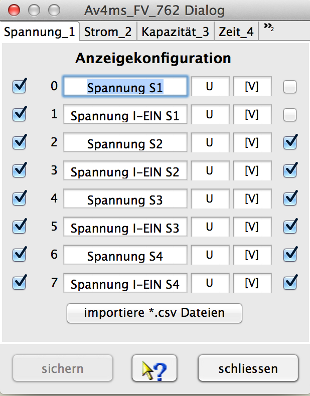 Av4ms_FV_762 Dialog
Spannung_1 Strom_2 Kapazität_3 Zeit_4 »
Anzeigekonfiguration
0 Spannung S1 U [V]
1 Spannung I-EIN S1 U [V]
2 Spannung S2 U [V]
3 Spannung I-EIN S2 U [V]
4 Spannung S3 U [V]
5 Spannung I-EIN S3 U [V]
6 Spannung S4 U [V]
7 Spannung I-EIN S4 U [V]
importiere *.csv Dateien
sichern ? schliessen